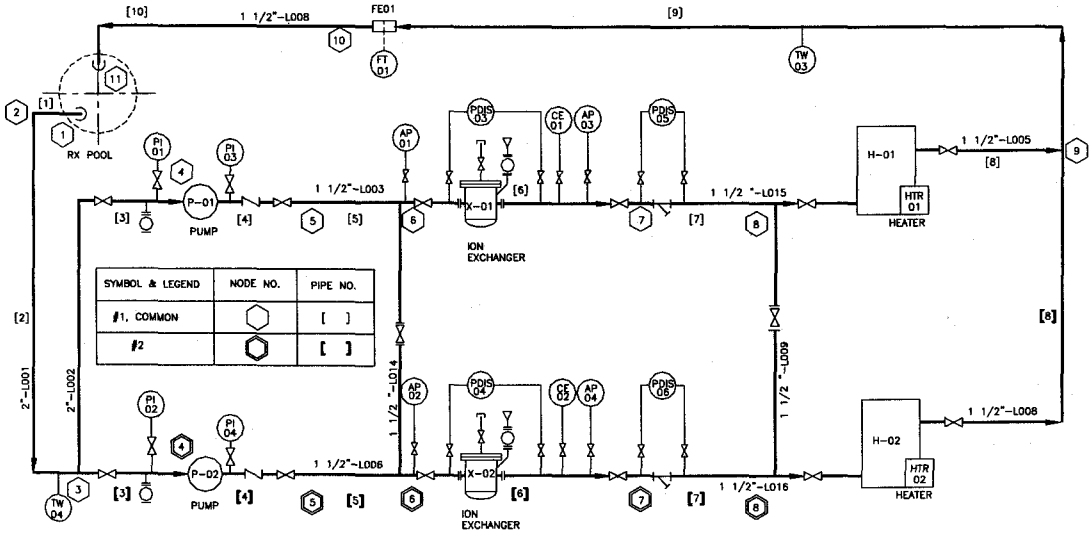 [10]
1 1/2"-L008
FE01
[9]
10
FT
01
TW
03
11
2
[1]
1
RX POOL
PI
01
4
PI
03
AP
01
PDIS
03
CE
01
AP
03
PDIS
05
H-01
1 1/2"-L005
[8]
9
1 1/2"-L003
[6]
1 1/2"-L015
[3]
P-01
[4]
5
[5]
6
X-01
7
[7]
8
HTR
01
HEATER
PUMP
ION
EXCHANGER
SYMBOL & LEGEND
NODE NO.
PIPE NO.
#1, COMMON
[ ]
#2
[ ]
[2]
[8]
2"-L001
2"-L002
1 1/2"-L014
1 1/2"-L009
PI
02
4
PI
04
AP
02
PDIS
04
CE
02
AP
04
PDIS
06
H-02
1 1/2"-L008
1 1/2"-L006
3
[3]
P-02
[4]
5
[5]
6
X-02
[6]
7
[7]
1 1/2"-L016
8
HTR
02
HEATER
TW
04
PUMP
ION
EXCHANGER